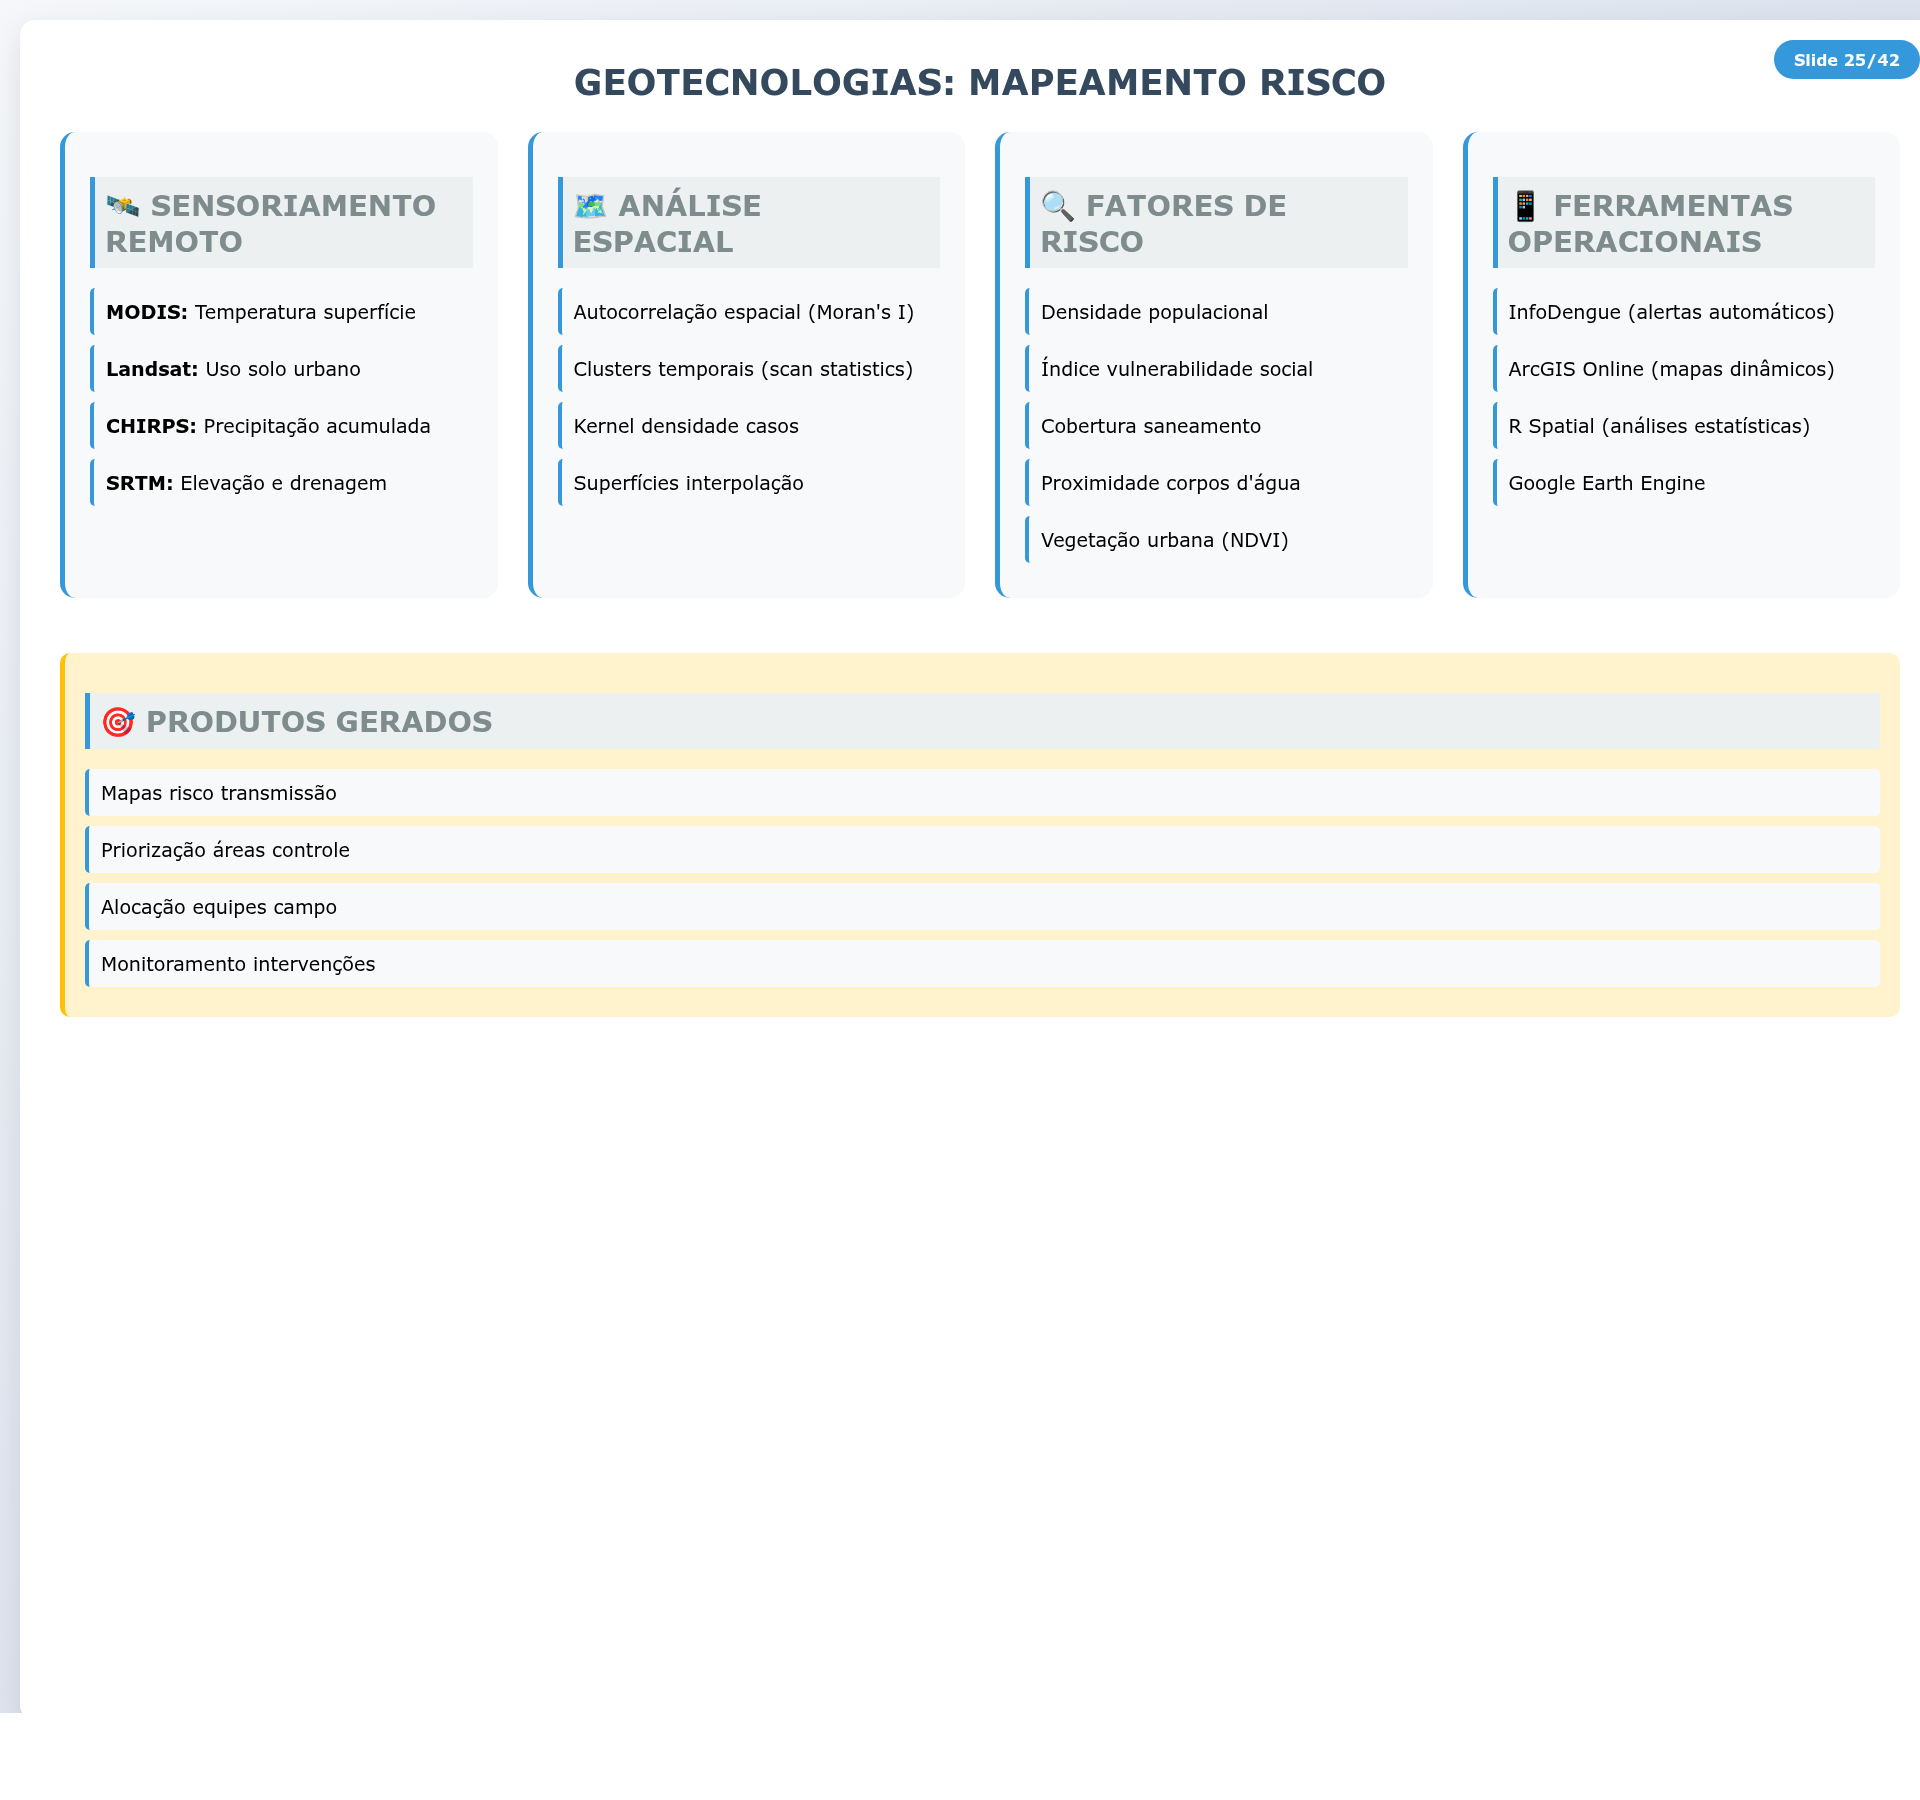 Slide 25/42
GEOTECNOLOGIAS: MAPEAMENTO RISCO
🛰️ SENSORIAMENTO
REMOTO
MODIS: Temperatura superfície
Landsat: Uso solo urbano
CHIRPS: Precipitação acumulada
SRTM: Elevação e drenagem
🗺️ ANÁLISE
ESPACIAL
Autocorrelação espacial (Moran's I)
Clusters temporais (scan statistics)
Kernel densidade casos
Superfícies interpolação
🔍 FATORES DE
RISCO
Densidade populacional
Índice vulnerabilidade social
Cobertura saneamento
Proximidade corpos d'água
Vegetação urbana (NDVI)
📱 FERRAMENTAS
OPERACIONAIS
InfoDengue (alertas automáticos)
ArcGIS Online (mapas dinâmicos)
R Spatial (análises estatísticas)
Google Earth Engine
🎯 PRODUTOS GERADOS
Mapas risco transmissão
Priorização áreas controle
Alocação equipes campo
Monitoramento intervenções